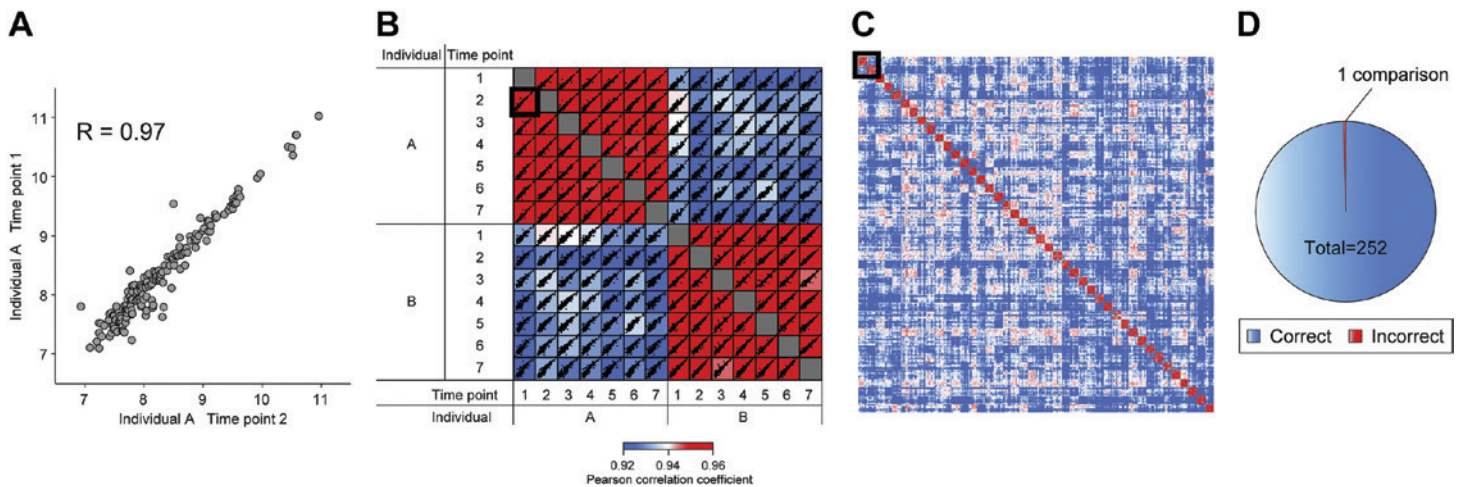 A
R = 0.97
11
10
9
8
7
Individual A Time point 1
7 8 9 10 11
Individual A Time point 2
B
Individual Time point
A
1
2
3
4
5
6
7
B
1
2
3
4
5
6
7
Time point 1 2 3 4 5 6 7 1 2 3 4 5 6 7
Individual A B
0.92 0.94 0.96
Pearson correlation coefficient
C
D
1 comparison
Total=252
Correct Incorrect